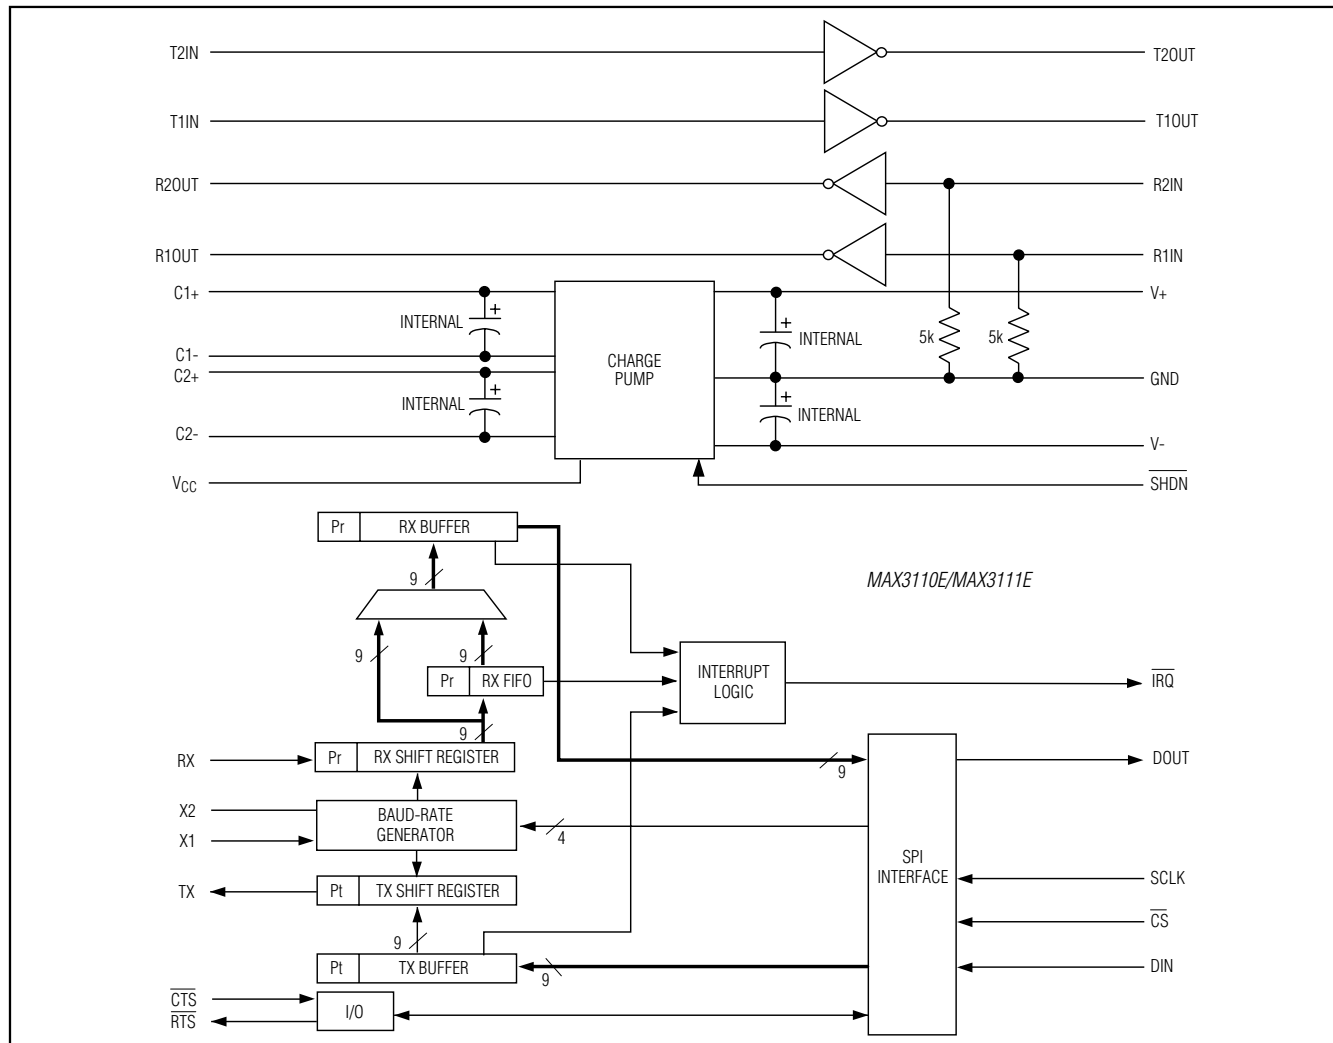 T2IN
T2OUT
T1IN
T1OUT
R2OUT
R2IN
R1OUT
R1IN
C1+
V+
+
INTERNAL
+
INTERNAL
5k
5k
C1-
C2+
CHARGE
PUMP
GND
+
INTERNAL
+
INTERNAL
C2-
V-
VCC
SHDN
Pr
RX BUFFER
9
MAX3110E/MAX3111E
9
9
Pr
RX FIFO
INTERRUPT
LOGIC
IRQ
9
RX
Pr
RX SHIFT REGISTER
9
DOUT
X2
BAUD-RATE
GENERATOR
X1
4
SPI
INTERFACE
TX
Pt
TX SHIFT REGISTER
SCLK
9
CS
Pt
TX BUFFER
9
DIN
CTS
I/O
RTS